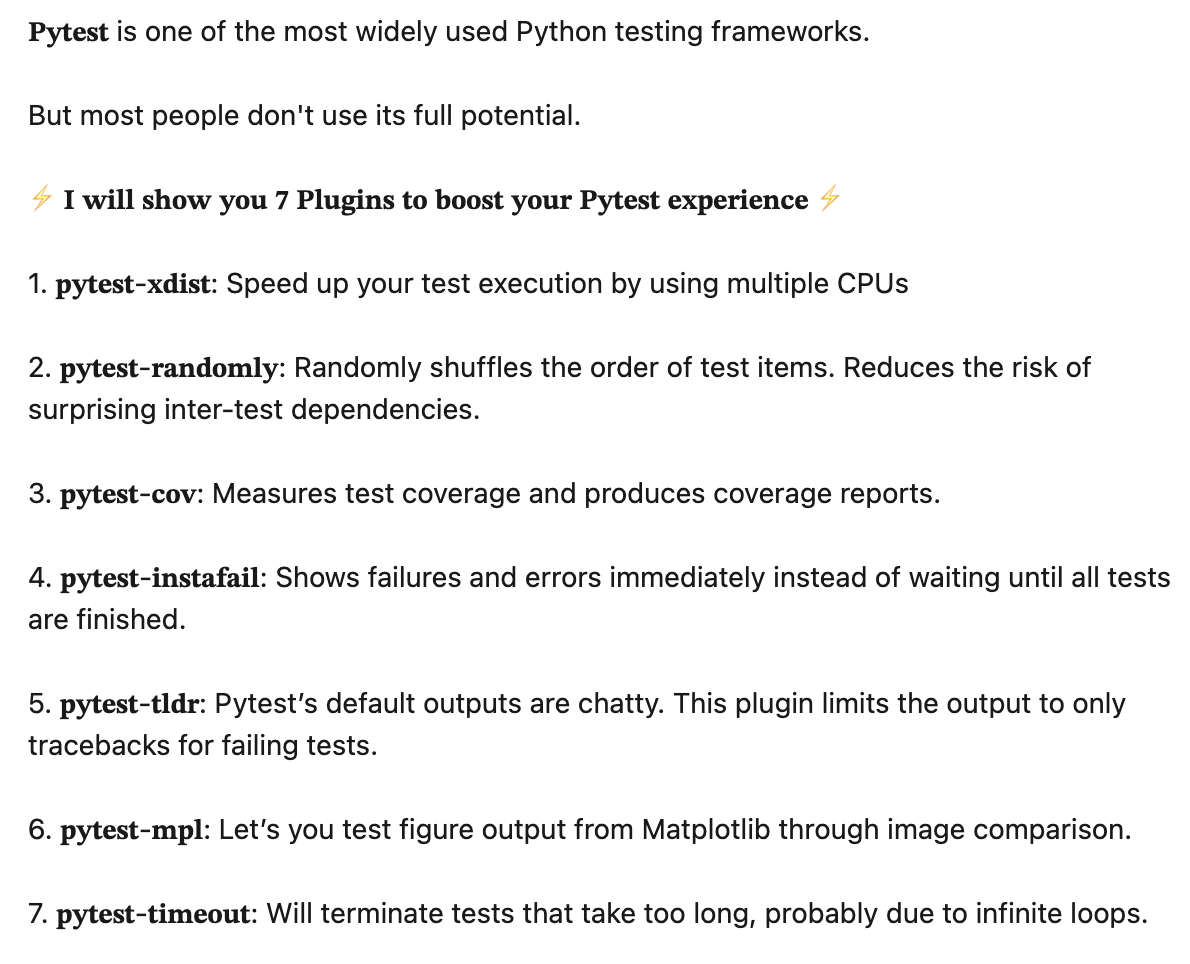 Pytest is one of the most widely used Python testing frameworks.
But most people don't use its full potential.
⚡ I will show you 7 Plugins to boost your Pytest experience ⚡
1. pytest-xdist: Speed up your test execution by using multiple CPUs
2. pytest-randomly: Randomly shuffles the order of test items. Reduces the risk of
surprising inter-test dependencies.
3. pytest-cov: Measures test coverage and produces coverage reports.
4. pytest-instafail: Shows failures and errors immediately instead of waiting until all tests
are finished.
5. pytest-tldr: Pytest’s default outputs are chatty. This plugin limits the output to only
tracebacks for failing tests.
6. pytest-mpl: Let’s you test figure output from Matplotlib through image comparison.
7. pytest-timeout: Will terminate tests that take too long, probably due to infinite loops.